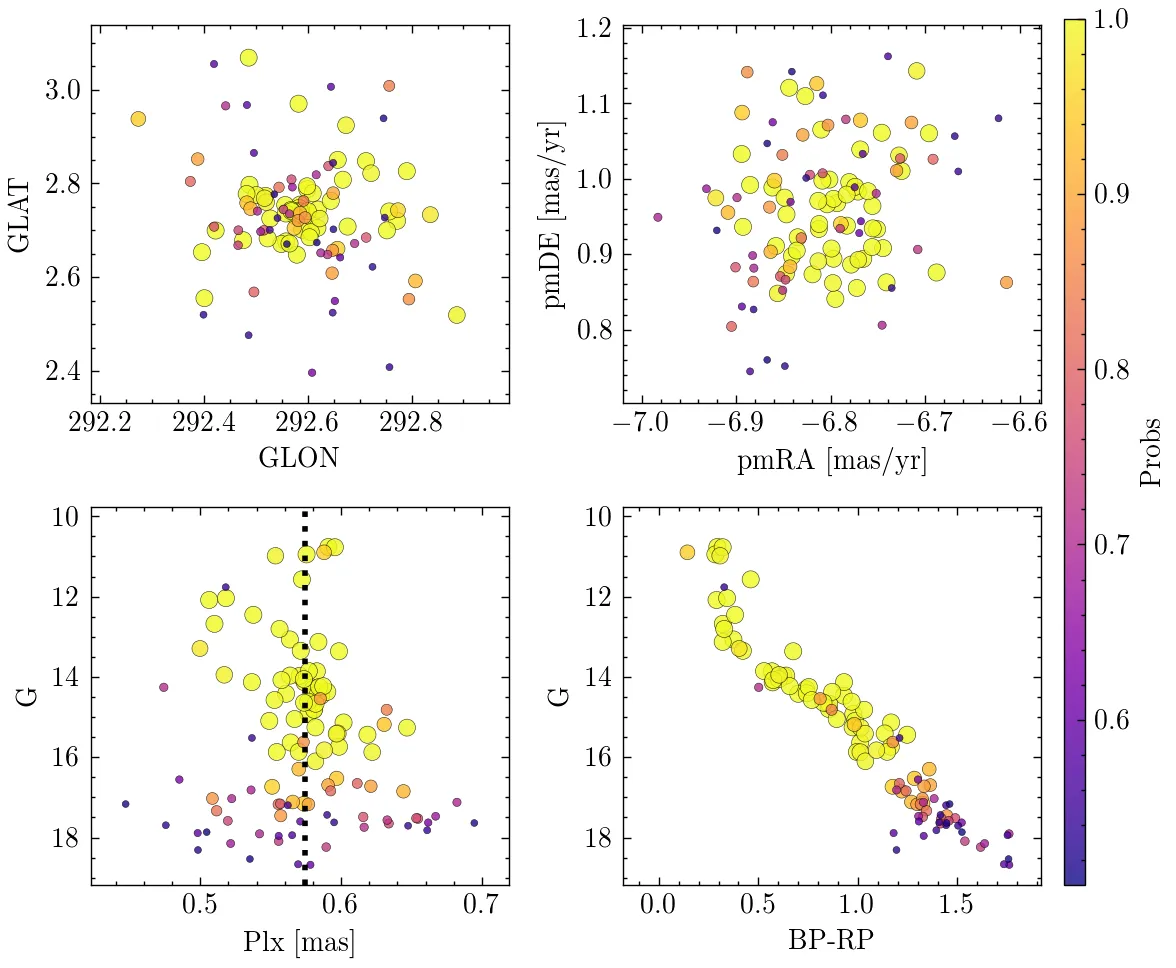 3.0
2.8
2.6
2.4
GLAT
292.2 292.4 292.6 292.8
GLON
1.2
1.1
1.0
0.9
0.8
pmDE [mas/yr]
−7.0 −6.9 −6.8 −6.7 −6.6
pmRA [mas/yr]
1.0
0.9
0.8
0.7
0.6
Probs
10
12
14
16
18
G
0.5 0.6 0.7
Plx [mas]
10
12
14
16
18
G
0.0 0.5 1.0 1.5
BP-RP